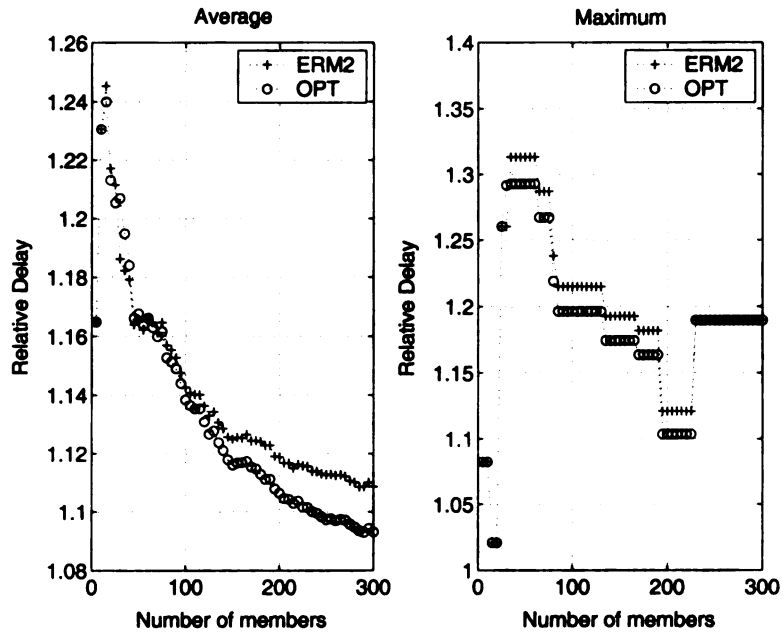 Average
1.26
1.24
1.22
1.2
1.18
1.16
1.14
1.12
1.1
1.08
0
100
200
300
Relative Delay
Number of members
ERM2
OPT
Maximum
1.4
1.35
1.3
1.25
1.2
1.15
1.1
1.05
1
0
100
200
300
Relative Delay
Number of members
ERM2
OPT